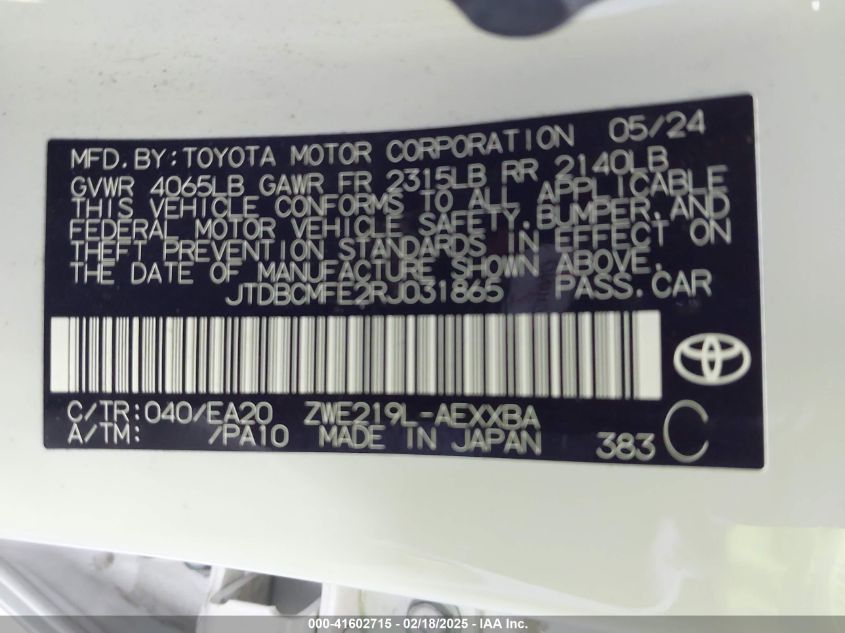 MFD. BY: TOYOTA MOTOR CORPORATION 05/24
GVWR 4065LB GAWR FR 2315LB RR 2140LB
THIS VEHICLE CONFORMS TO ALL APPLICABLE
FEDERAL MOTOR VEHICLE SAFETY, BUMPER, AND
THEFT PREVENTION STANDARDS IN EFFECT ON
THE DATE OF MANUFACTURE SHOWN ABOVE.
JTDBCMFE2RJ031865 PASS. CAR
C/TR: 040/EA20 ZWE219L-AEXXBA
A/TM: /PA10 MADE IN JAPAN 383 C
000-41602715 - 02/18/2025 - IAA Inc.